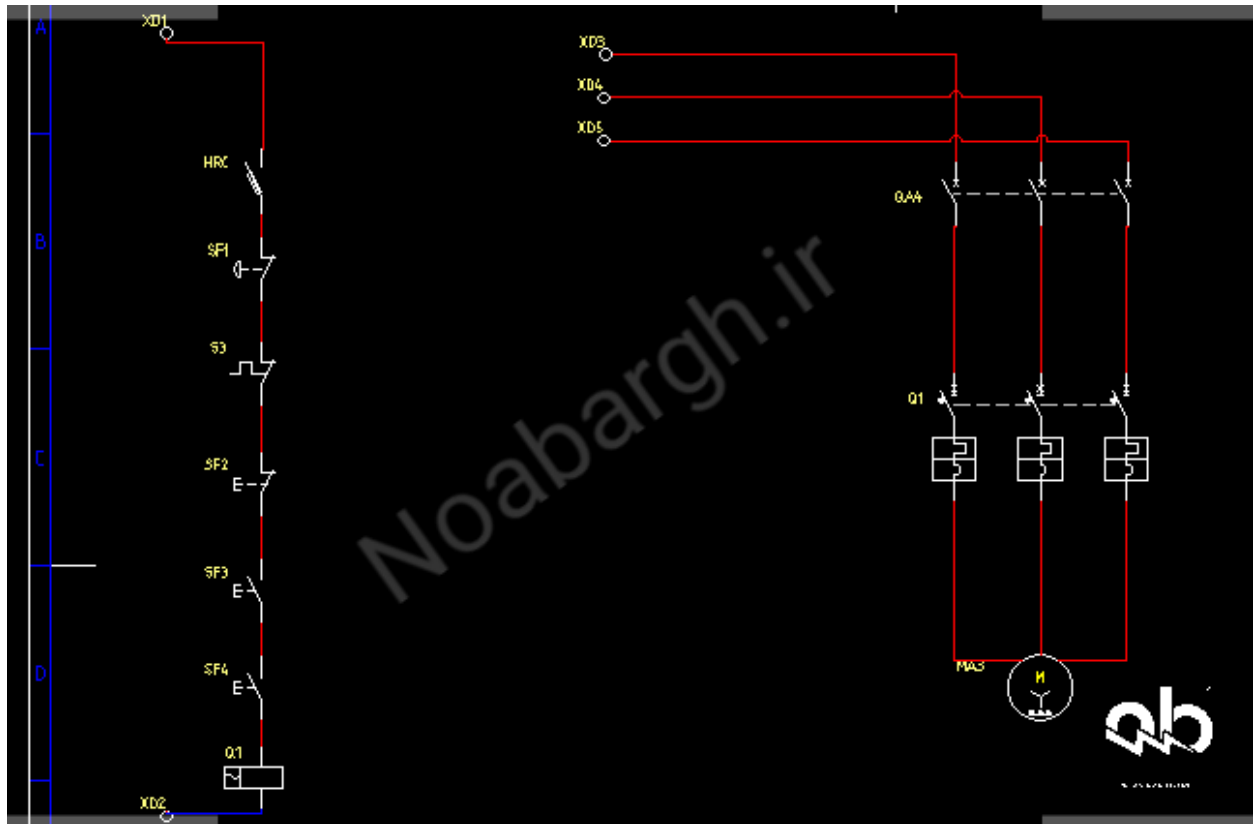 A
B
C
D
XD1
HRC
SF1
S3
SF2
SF3
SF4
Q1
XD2
XD3
XD4
XD5
QA4
Q1
MA3
Noabargh.ir